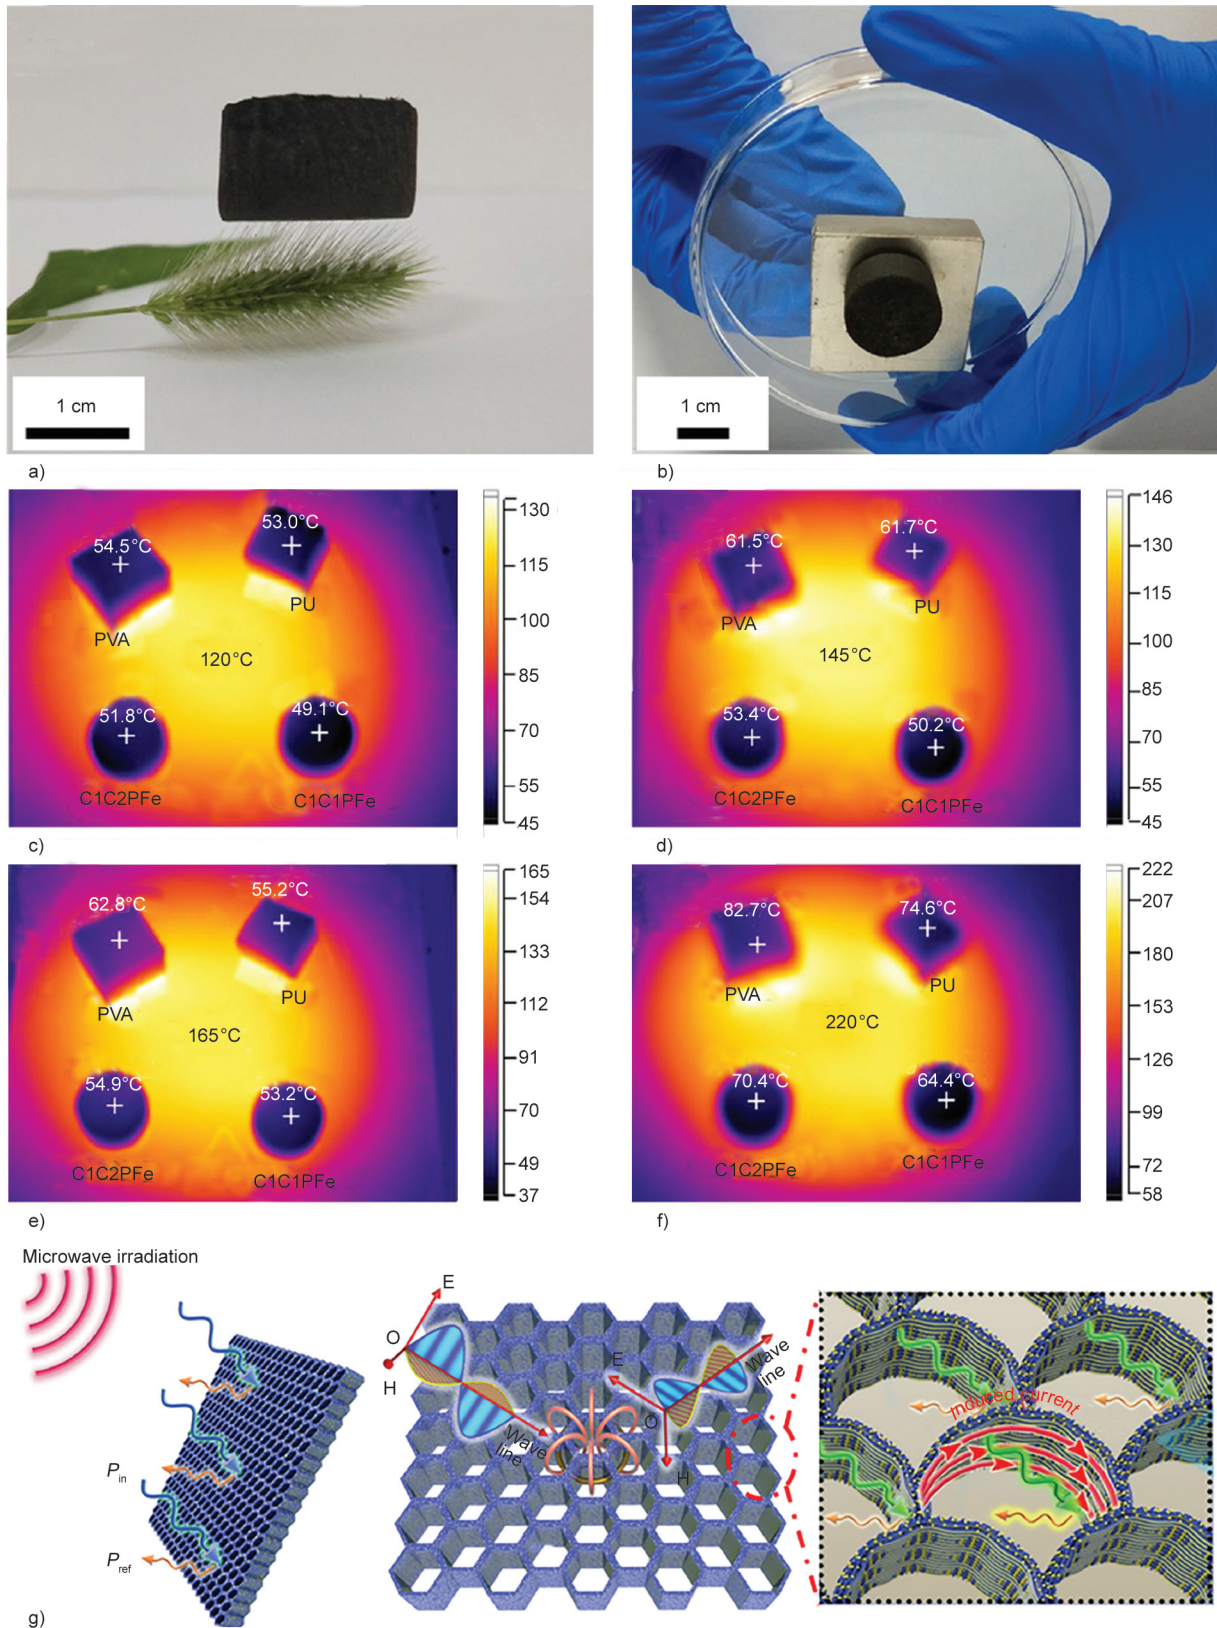 1 cm
a)
1 cm
b)
54.5°C
53.0°C
PVA
PU
120°C
51.8°C
49.1°C
C1C2PFe
C1C1PFe
130
115
100
85
70
55
45
c)
61.5°C
61.7°C
PVA
PU
145°C
53.4°C
50.2°C
C1C2PFe
C1C1PFe
146
130
115
100
85
70
55
45
d)
62.8°C
55.2°C
PVA
PU
165°C
54.9°C
53.2°C
C1C2PFe
C1C1PFe
165
154
133
112
91
70
49
37
e)
82.7°C
74.6°C
PVA
PU
220°C
70.4°C
64.4°C
C1C2PFe
C1C1PFe
222
207
180
153
126
99
72
58
f)
Microwave irradiation
Pin
Pref
E
O
H
Wave
line
E
O
H
Wave
line
Induced current
g)